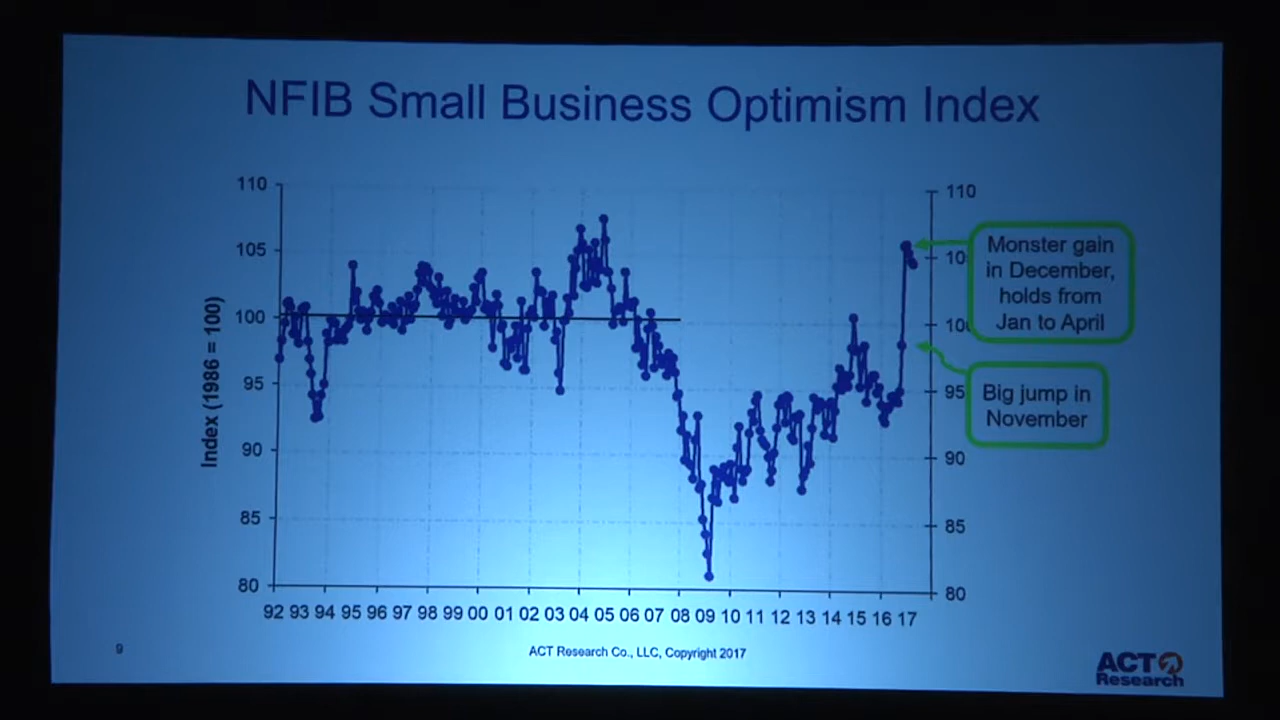 NFIB Small Business Optimism Index
110
105
100
95
90
85
80
Index (1986 = 100)
110
10
100
95
90
85
80
Monster gain
in December,
holds from
Jan to April
Big jump in
November
92 93 94 95 96 97 98 99 00 01 02 03 04 05 06 07 08 09 10 11 12 13 14 15 16 17
9
ACT Research Co., LLC, Copyright 2017
ACT
Research